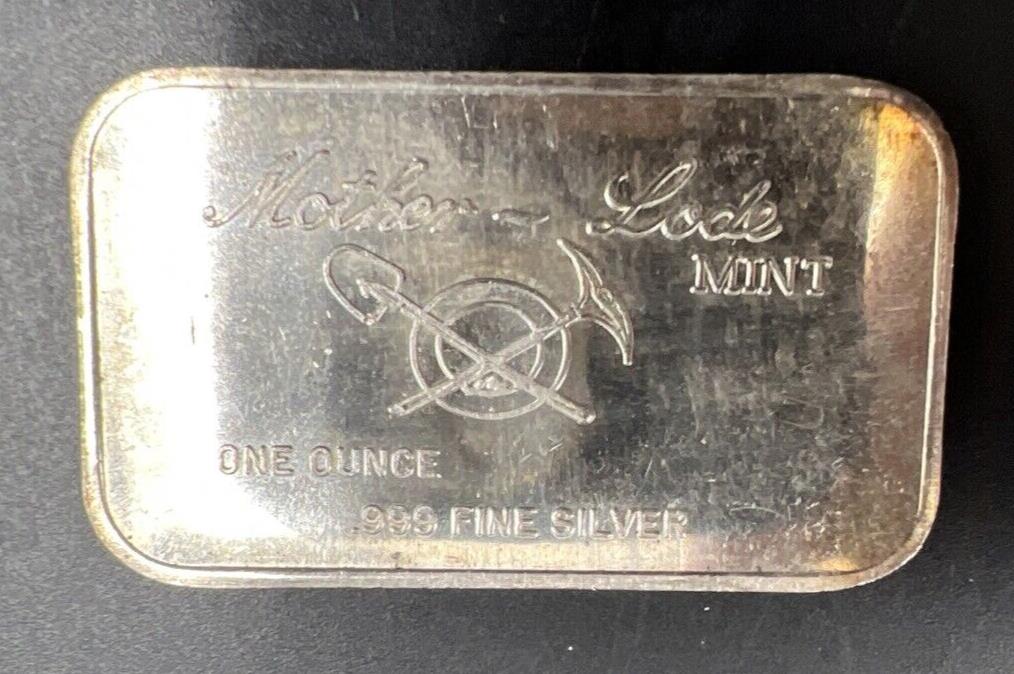 Mother ~ Lode
MINT
ONE OUNCE
.999 FINE SILVER